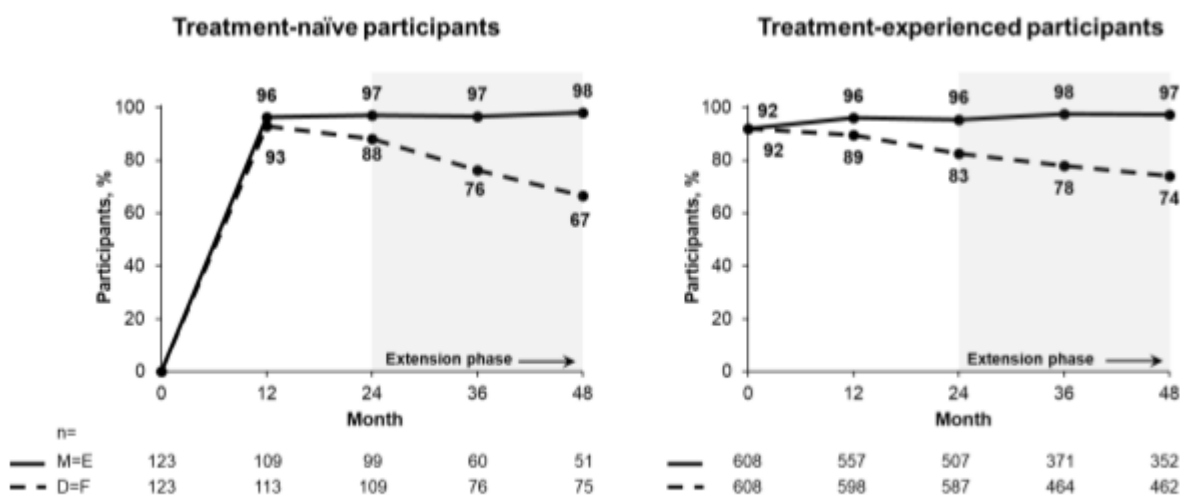 Treatment-naïve participants
96 97 97 98
100
93 88
80
76
67
60
40
20
0
Participants, %
Extension phase
0 12 24 36 48
Month
n=
M=E 123 109 99 60 51
D=F 123 113 109 76 75
Treatment-experienced participants
92 96 96 98 97
100
92 89 83 78 74
80
60
40
20
0
Participants, %
Extension phase
0 12 24 36 48
Month
608 557 507 371 352
608 598 587 464 462